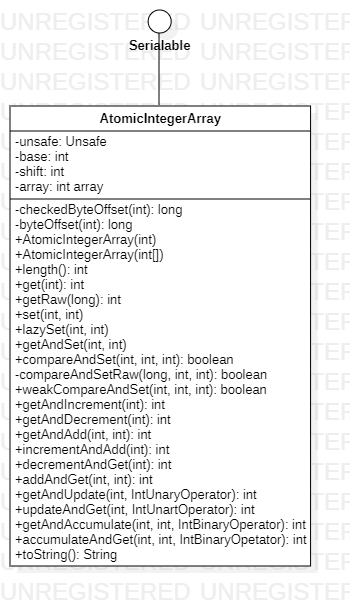 UNREGISTERED UNREGISTERED
Serialable
AtomicIntegerArray
-unsafe: Unsafe
-base: int
-shift: int
-array: int array
-checkedByteOffset(int): long
-byteOffset(int): long
+AtomicIntegerArray(int)
+AtomicIntegerArray(int[])
+length(): int
+get(int): int
+getRaw(long): int
+set(int, int)
+lazySet(int, int)
+getAndSet(int, int)
+compareAndSet(int, int, int): boolean
-compareAndSetRaw(long, int, int): boolean
+weakCompareAndSet(int, int, int): boolean
+getAndIncrement(int): int
+getAndDecrement(int): int
+getAndAdd(int, int): int
+incrementAndAdd(int): int
+decrementAndGet(int): int
+addAndGet(int, int): int
+getAndUpdate(int, IntUnaryOperator): int
+updateAndGet(int, IntUnartOperator): int
+getAndAccumulate(int, int, IntBinaryOperator): int
+accumulateAndGet(int, int, IntBinaryOpetator): int
+toString(): String